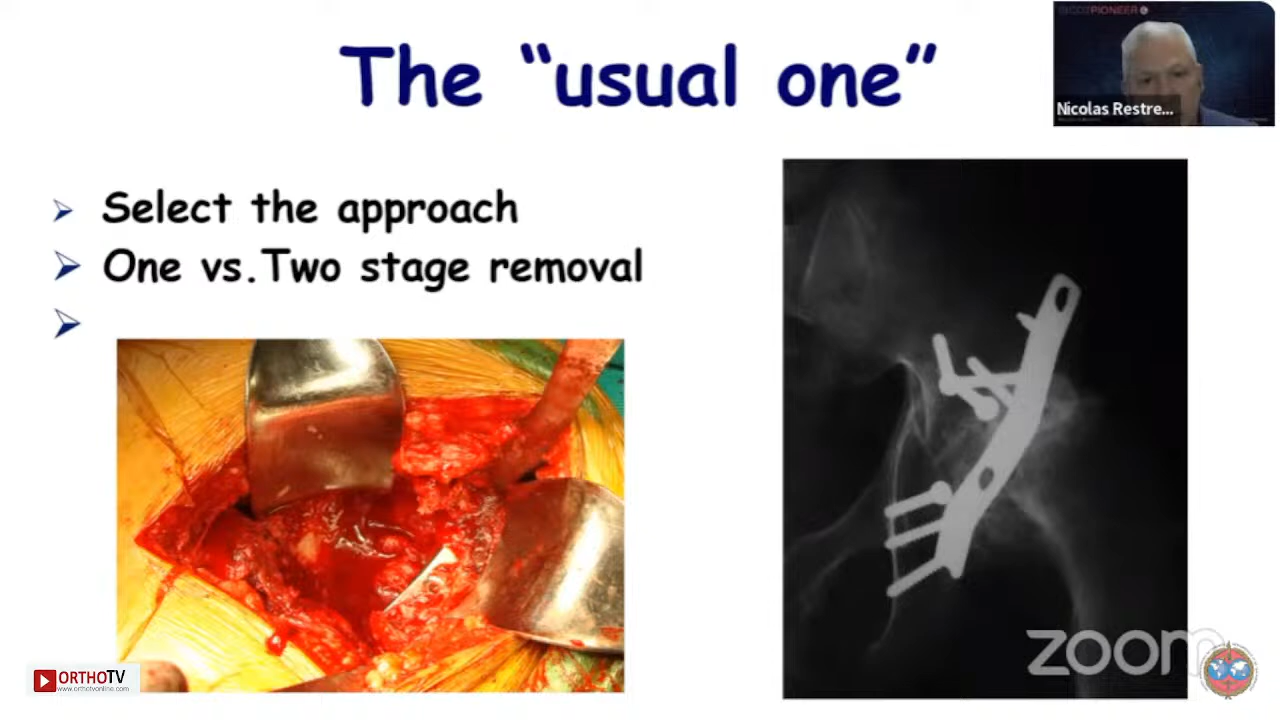 The “usual one”
SICOT PIONEER
Nicolas Restre...
Select the approach
One vs.Two stage removal
ORTHOTV
www.orthotvonline.com
zoom